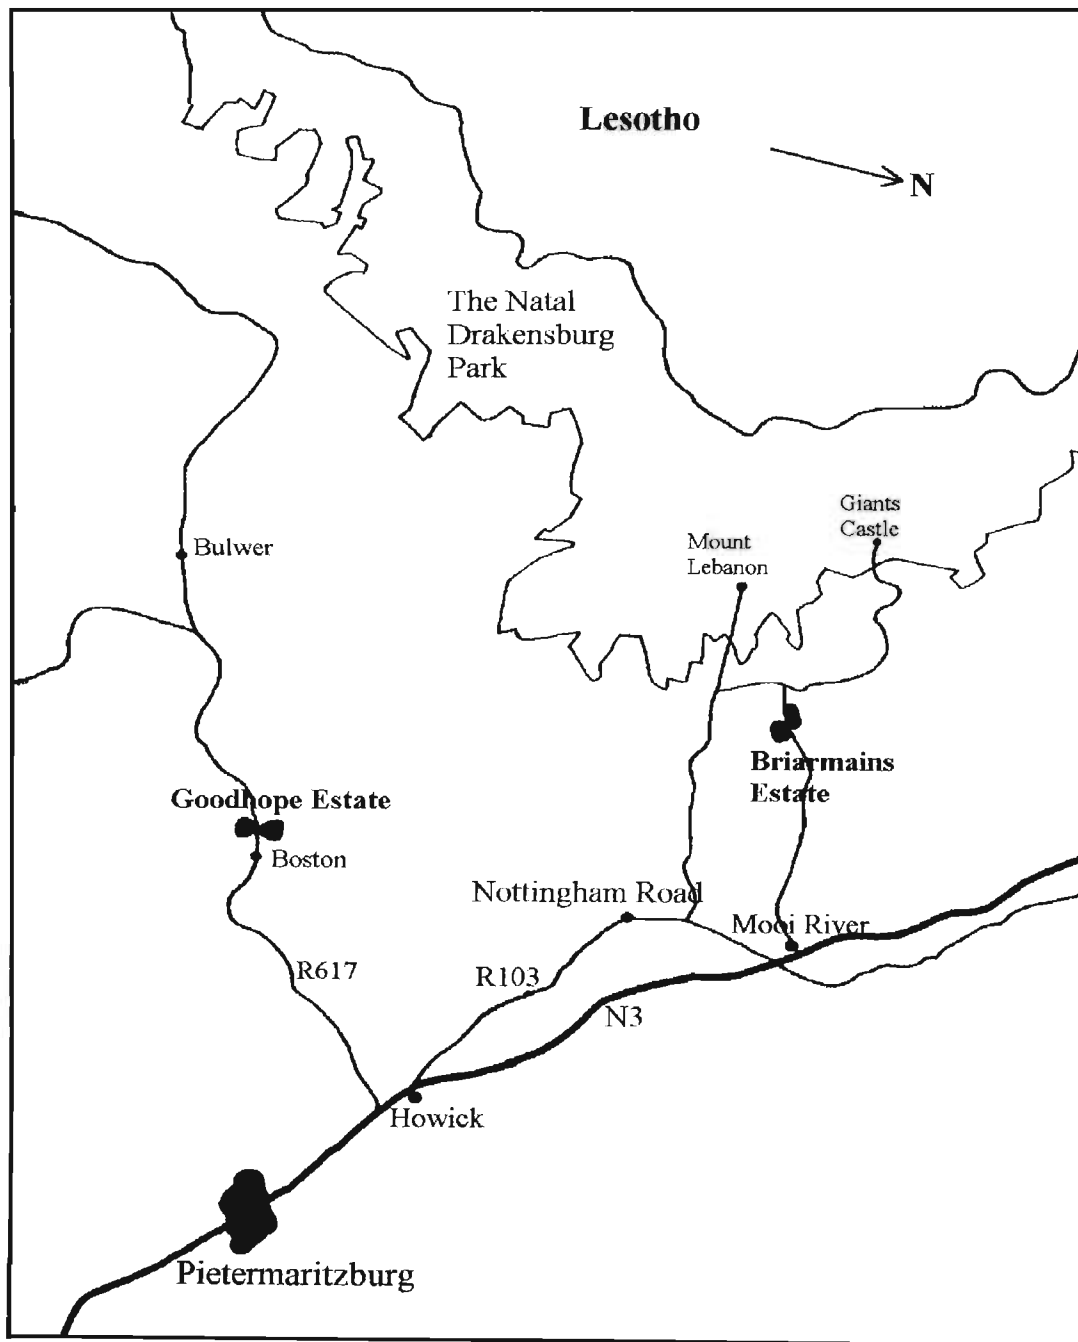 Lesotho
N
The Natal
Drakensburg
Park
Giants
Castle
Mount
Lebanon
Bulwer
Briarmains
Estate
Goodhope Estate
Boston
Nottingham Road
Mooi River
R617
R103
N3
Howick
Pietermaritzburg